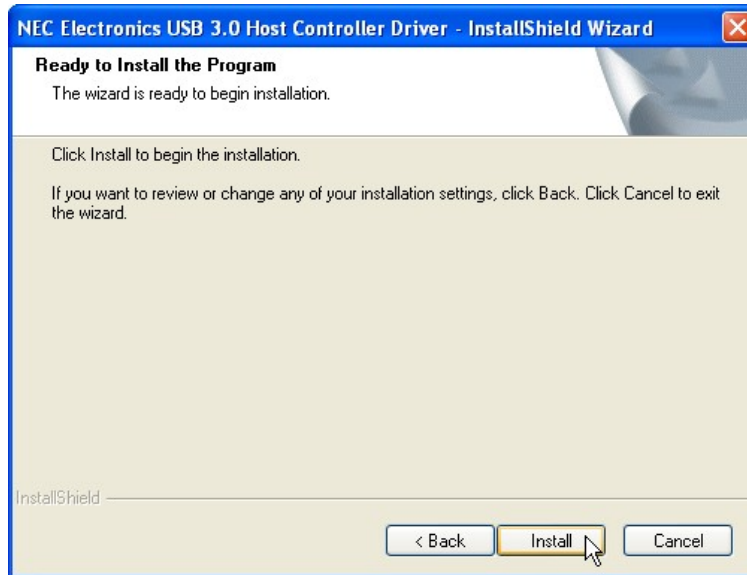 NEC Electronics USB 3.0 Host Controller Driver - InstallShield Wizard
Ready to Install the Program
The wizard is ready to begin installation.
Click Install to begin the installation.
If you want to review or change any of your installation settings, click Back. Click Cancel to exit
the wizard.
InstallShield
< Back Install Cancel